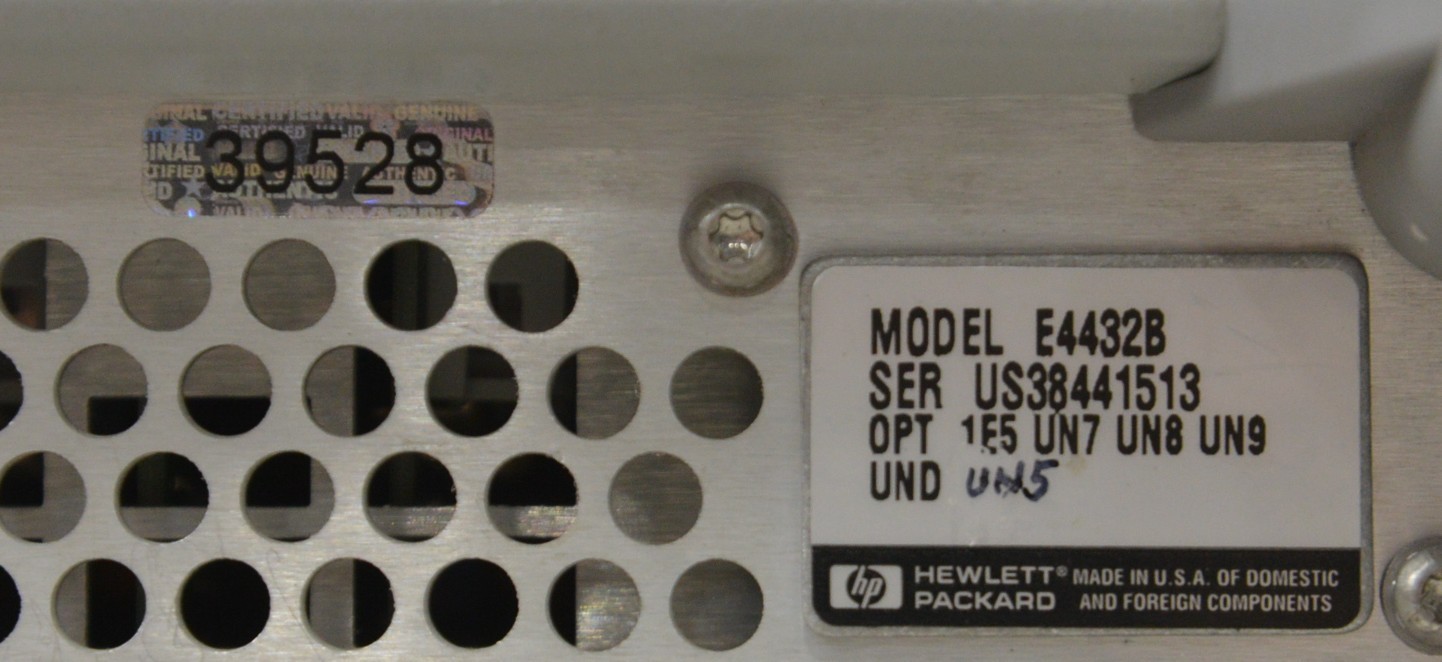 39528
MODEL E4432B
SER US38441513
OPT 1E5 UN7 UN8 UN9
UND UN5
hp HEWLETT® PACKARD
MADE IN U.S.A. OF DOMESTIC
AND FOREIGN COMPONENTS